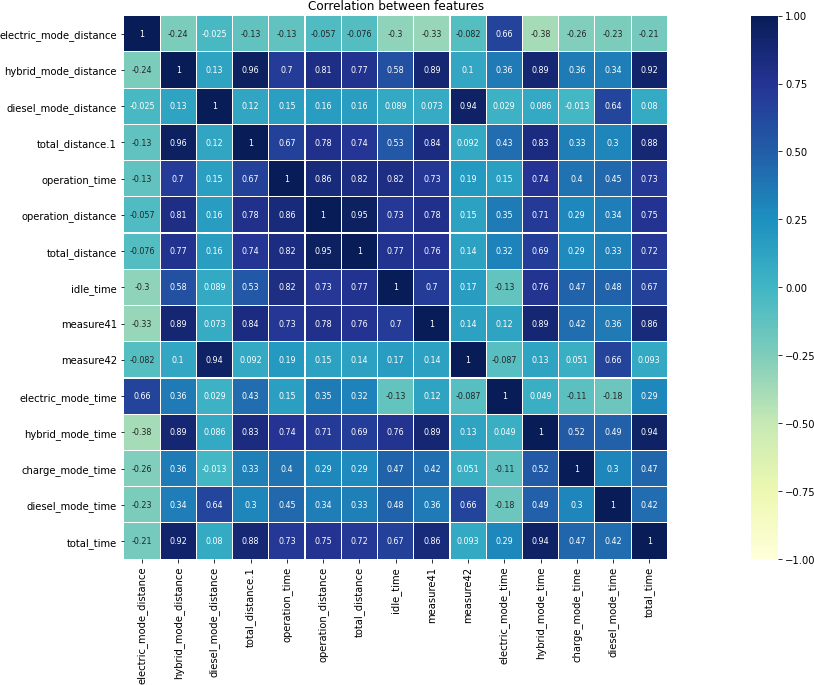 Correlation between features
electric_mode_distance 1 -0.24 -0.025 -0.13 -0.13 -0.057 -0.076 -0.3 -0.33 -0.082 0.66 -0.38 -0.26 -0.23 -0.21
hybrid_mode_distance -0.24 1 0.13 0.96 0.7 0.81 0.77 0.58 0.89 0.1 0.36 0.89 0.36 0.34 0.92
diesel_mode_distance -0.025 0.13 1 0.12 0.15 0.16 0.16 0.089 0.073 0.94 0.029 0.086 -0.013 0.64 0.08
total_distance.1 -0.13 0.96 0.12 1 0.67 0.78 0.74 0.53 0.84 0.092 0.43 0.83 0.33 0.3 0.88
operation_time -0.13 0.7 0.15 0.67 1 0.86 0.82 0.82 0.73 0.19 0.15 0.74 0.4 0.45 0.73
operation_distance -0.057 0.81 0.16 0.78 0.86 1 0.95 0.73 0.78 0.15 0.35 0.71 0.29 0.34 0.75
total_distance -0.076 0.77 0.16 0.74 0.82 0.95 1 0.77 0.76 0.14 0.32 0.69 0.29 0.33 0.72
idle_time -0.3 0.58 0.089 0.53 0.82 0.73 0.77 1 0.7 0.17 -0.13 0.76 0.47 0.48 0.67
measure41 -0.33 0.89 0.073 0.84 0.73 0.78 0.76 0.7 1 0.14 0.12 0.89 0.42 0.36 0.86
measure42 -0.082 0.1 0.94 0.092 0.19 0.15 0.14 0.17 0.14 1 -0.087 0.13 0.051 0.66 0.093
electric_mode_time 0.66 0.36 0.029 0.43 0.15 0.35 0.32 -0.13 0.12 -0.087 1 0.049 -0.11 -0.18 0.29
hybrid_mode_time -0.38 0.89 0.086 0.83 0.74 0.71 0.69 0.76 0.89 0.13 0.049 1 0.52 0.49 0.94
charge_mode_time -0.26 0.36 -0.013 0.33 0.4 0.29 0.29 0.47 0.42 0.051 -0.11 0.52 1 0.3 0.47
diesel_mode_time -0.23 0.34 0.64 0.3 0.45 0.34 0.33 0.48 0.36 0.66 -0.18 0.49 0.3 1 0.42
total_time -0.21 0.92 0.08 0.88 0.73 0.75 0.72 0.67 0.86 0.093 0.29 0.94 0.47 0.42 1
electric_mode_distance
hybrid_mode_distance
diesel_mode_distance
total_distance.1
operation_time
operation_distance
total_distance
idle_time
measure41
measure42
electric_mode_time
hybrid_mode_time
charge_mode_time
diesel_mode_time
total_time
1.00
0.75
0.50
0.25
0.00
−0.25
−0.50
−0.75
−1.00